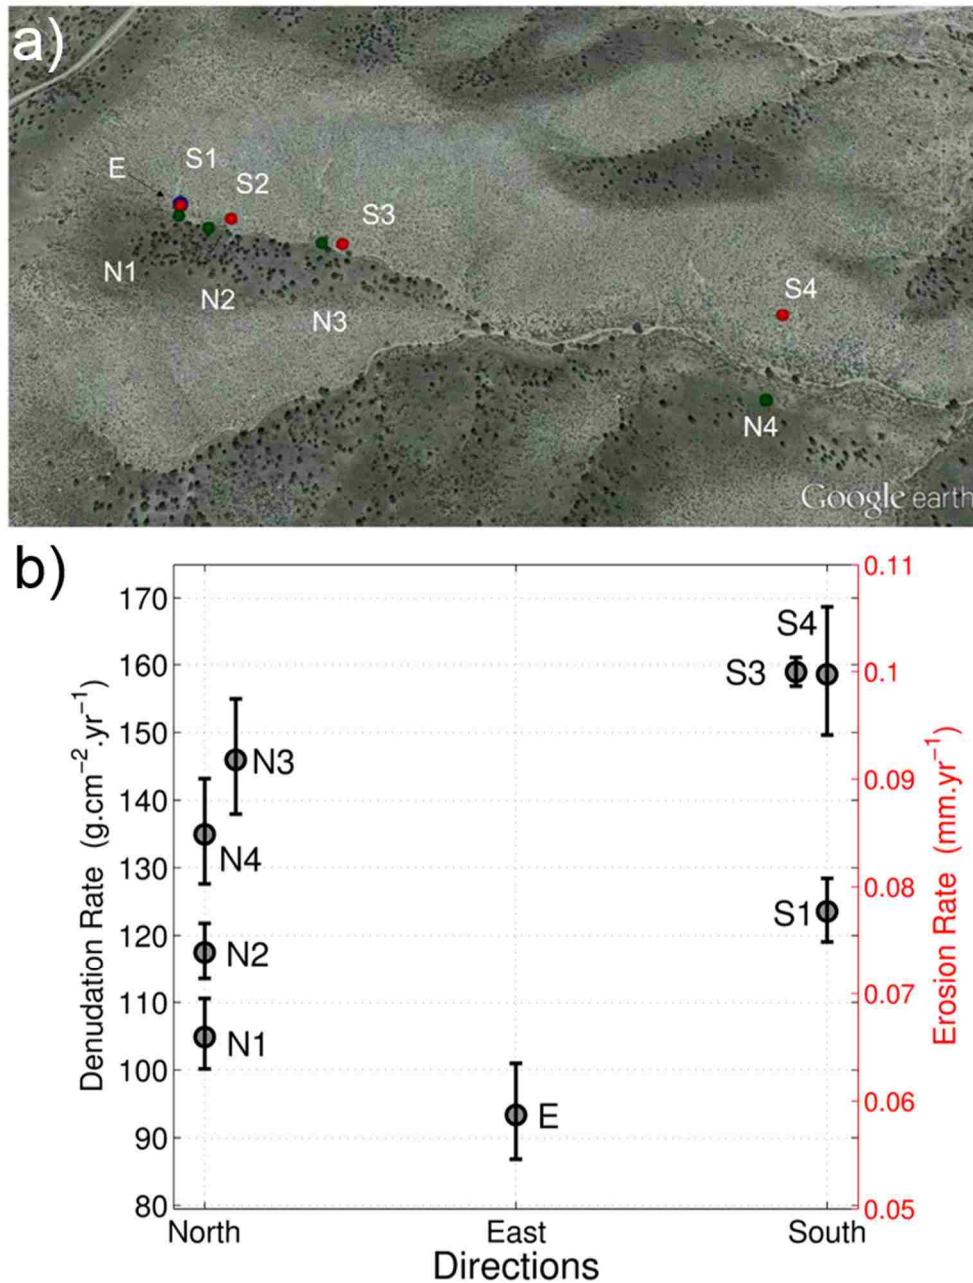 a)
S1
E
S2
S3
N1
N2
N3
S4
N4
Google earth
b)
Denudation Rate (g.cm⁻².yr⁻¹)
170
160
150
140
130
120
110
100
90
80
N3
N4
N2
N1
E
S4
S3
S1
0.11
0.1
0.09
0.08
0.07
0.06
0.05
Erosion Rate (mm.yr⁻¹)
North East South
Directions